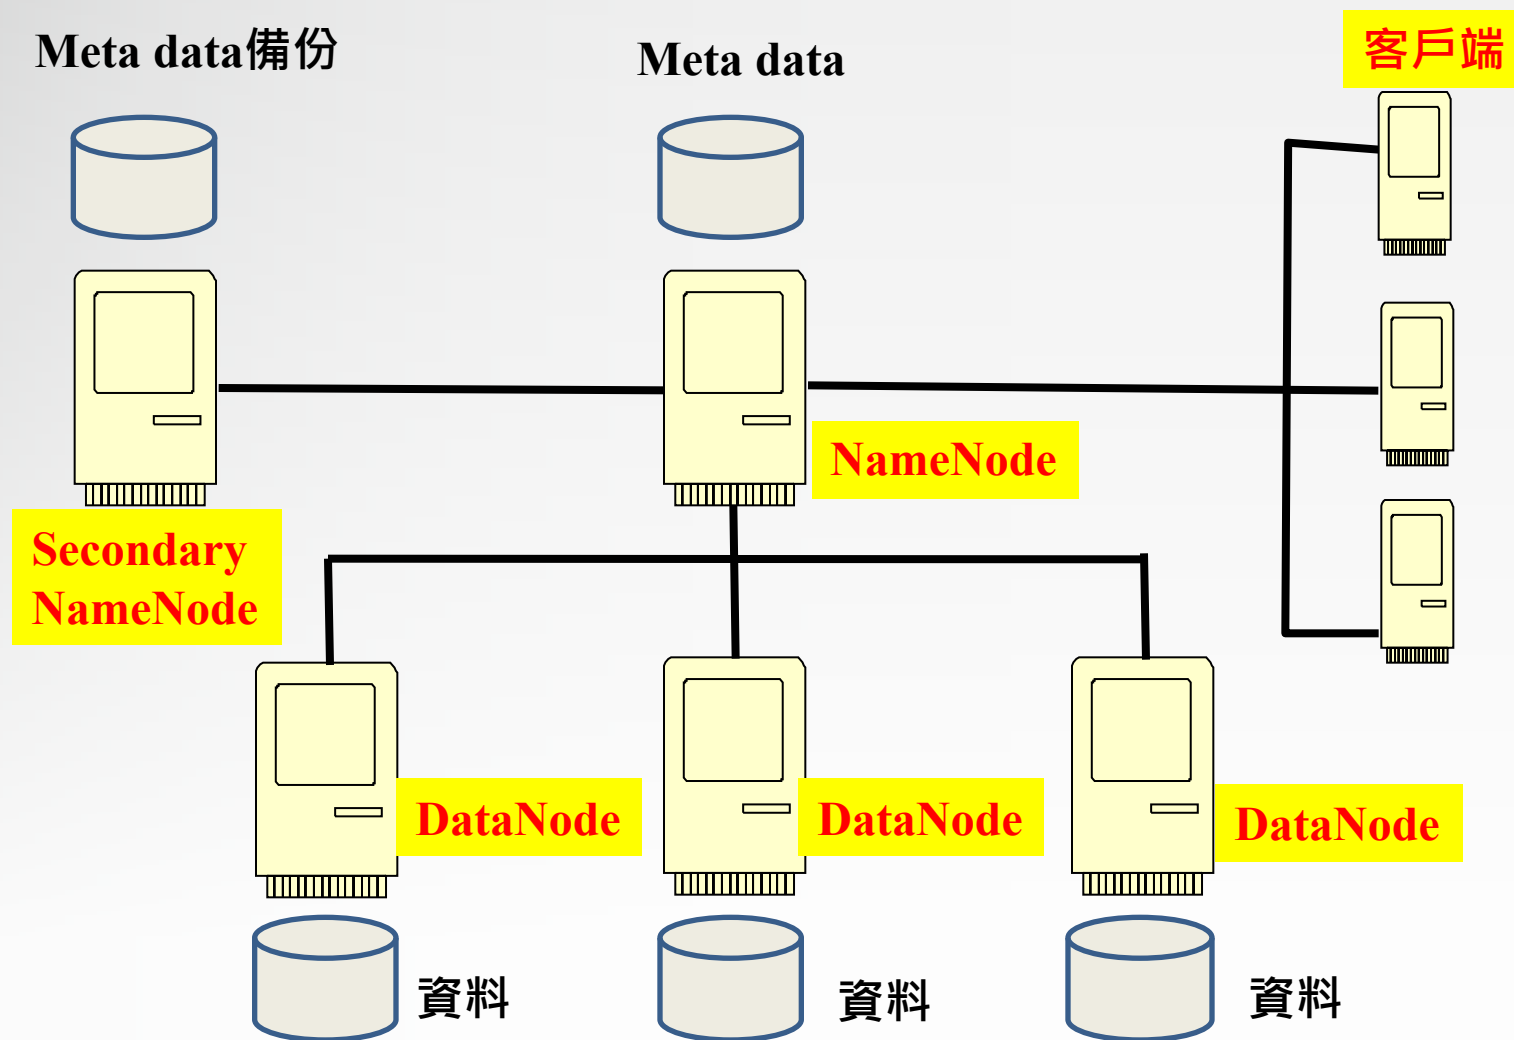 Meta data備份
Meta data
客戶端
NameNode
Secondary
NameNode
DataNode
DataNode
DataNode
資料
資料
資料